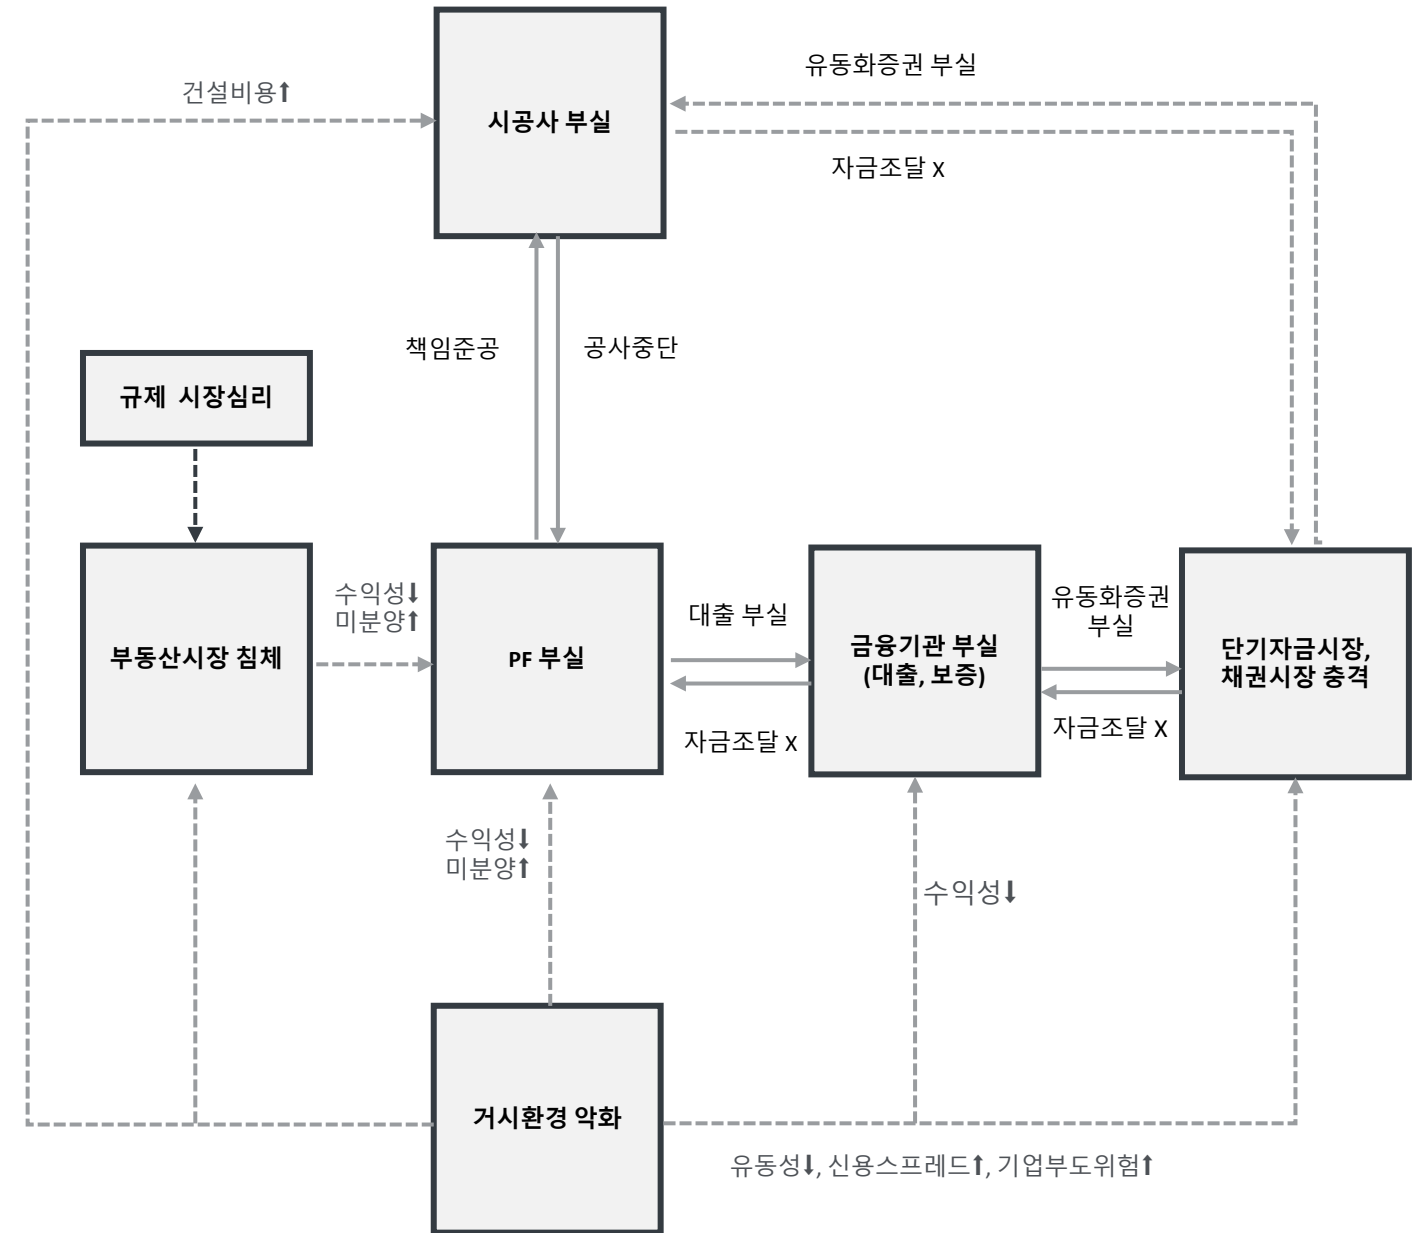 유동화증권 부실
건설비용⬆
시공사 부실
자금조달 x
책임준공
공사중단
규제 시장심리
수익성⬇
미분양⬆
부동산시장 침체
PF 부실
대출 부실
자금조달 x
금융기관 부실
(대출, 보증)
유동화증권
부실
자금조달 X
단기자금시장,
채권시장 충격
수익성⬇
미분양⬆
수익성⬇
거시환경 악화
유동성⬇, 신용스프레드⬆, 기업부도위험⬆